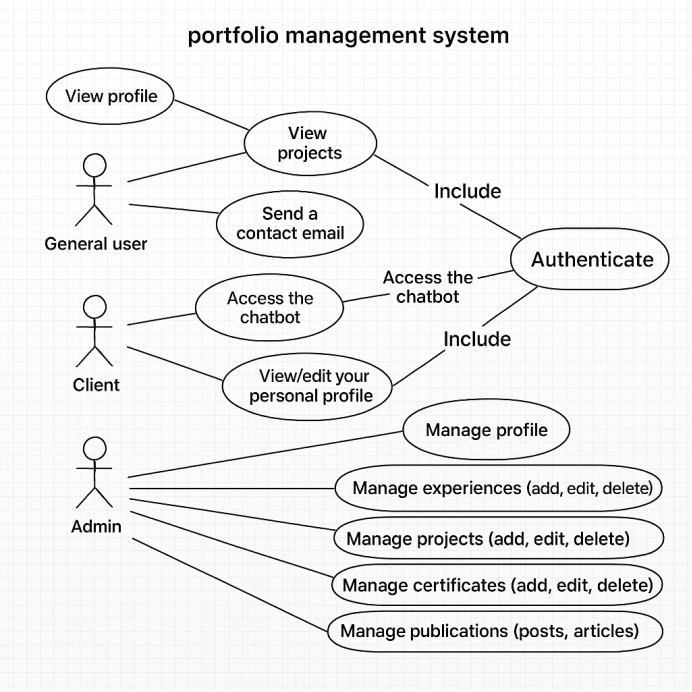 portfolio management system
View profile
View
projects
Include
General user
Send a
contact email
Authenticate
Access the
chatbot
Access the
chatbot
Include
Client
View/edit your
personal profile
Manage profile
Admin
Manage experiences (add, edit, delete)
Manage projects (add, edit, delete)
Manage certificates (add, edit, delete)
Manage publications (posts, articles)